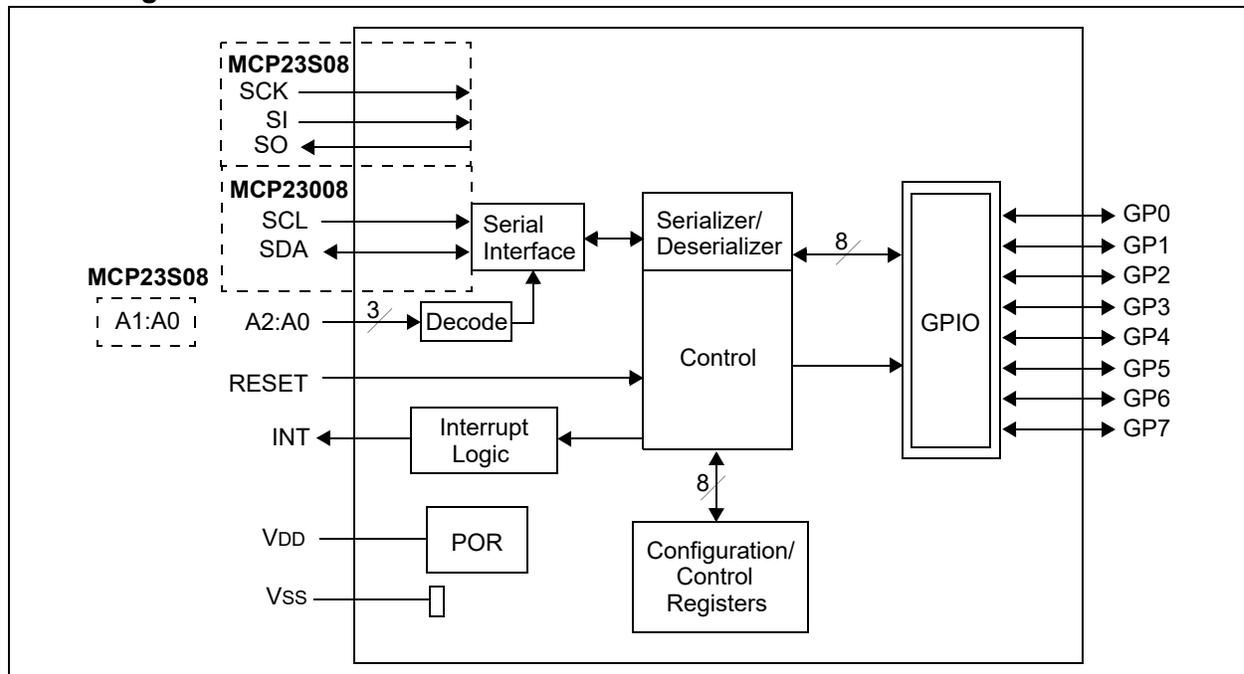 MCP23S08
SCK
SI
SO
MCP23008
SCL
SDA
MCP23S08
A1:A0
A2:A0
3
Decode
Serial
Interface
Serializer/
Deserializer
8
Control
GPIO
GP0
GP1
GP2
GP3
GP4
GP5
GP6
GP7
RESET
INT
Interrupt
Logic
8
VDD
POR
VSS
Configuration/
Control
Registers